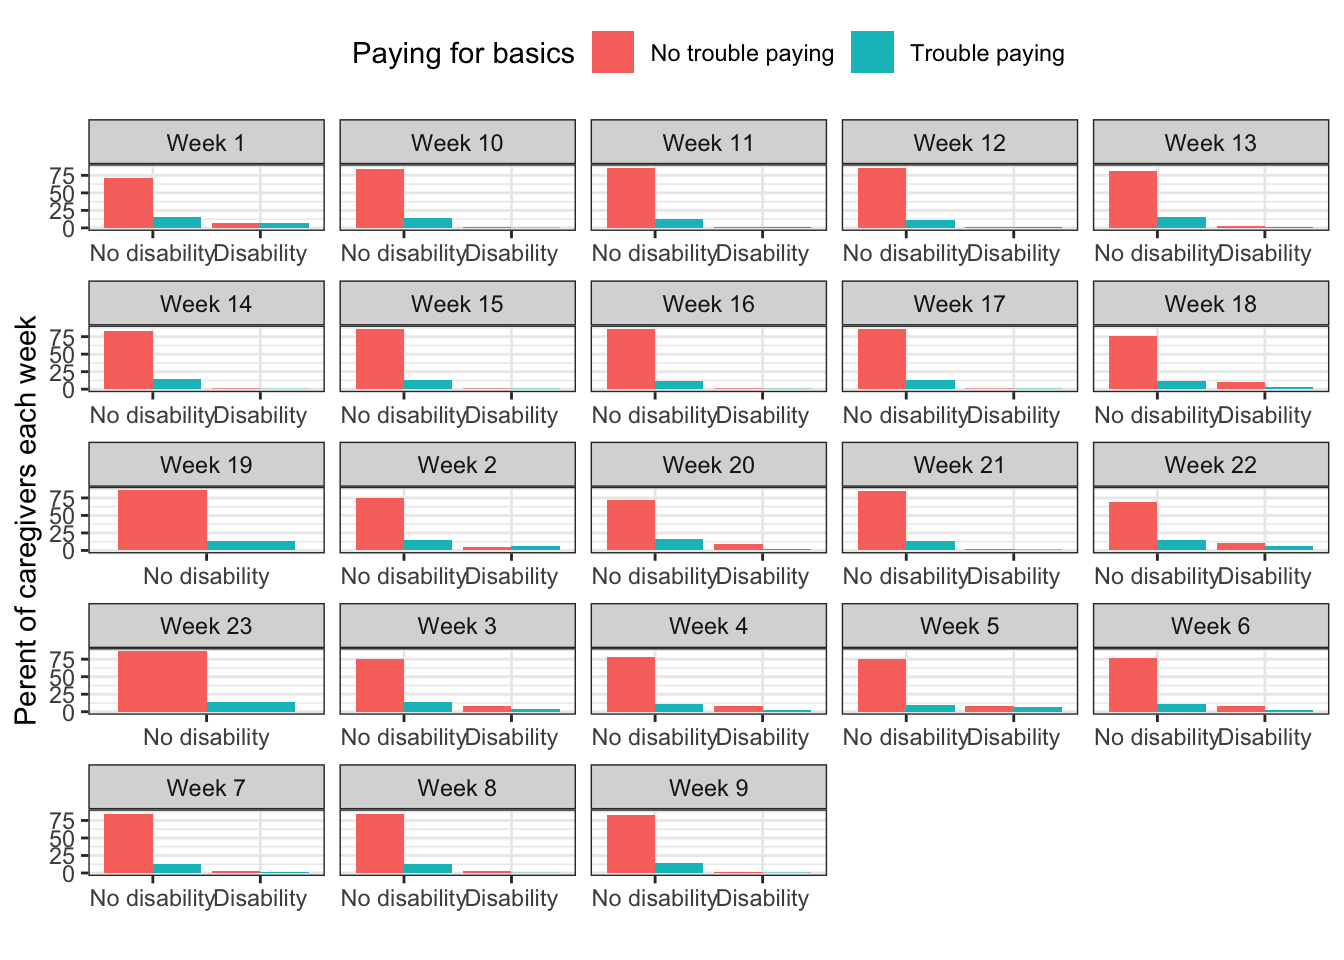 Paying for basics No trouble paying Trouble paying
Perent of caregivers each week
Week 1 Week 10 Week 11 Week 12 Week 13
75
50
25
0
No disability Disability No disability Disability No disability Disability No disability Disability No disability Disability
Week 14 Week 15 Week 16 Week 17 Week 18
75
50
25
0
No disability Disability No disability Disability No disability Disability No disability Disability No disability Disability
Week 19 Week 2 Week 20 Week 21 Week 22
75
50
25
0
No disability No disability Disability No disability Disability No disability Disability No disability Disability
Week 23 Week 3 Week 4 Week 5 Week 6
75
50
25
0
No disability No disability Disability No disability Disability No disability Disability No disability Disability
Week 7 Week 8 Week 9
75
50
25
0
No disability Disability No disability Disability No disability Disability